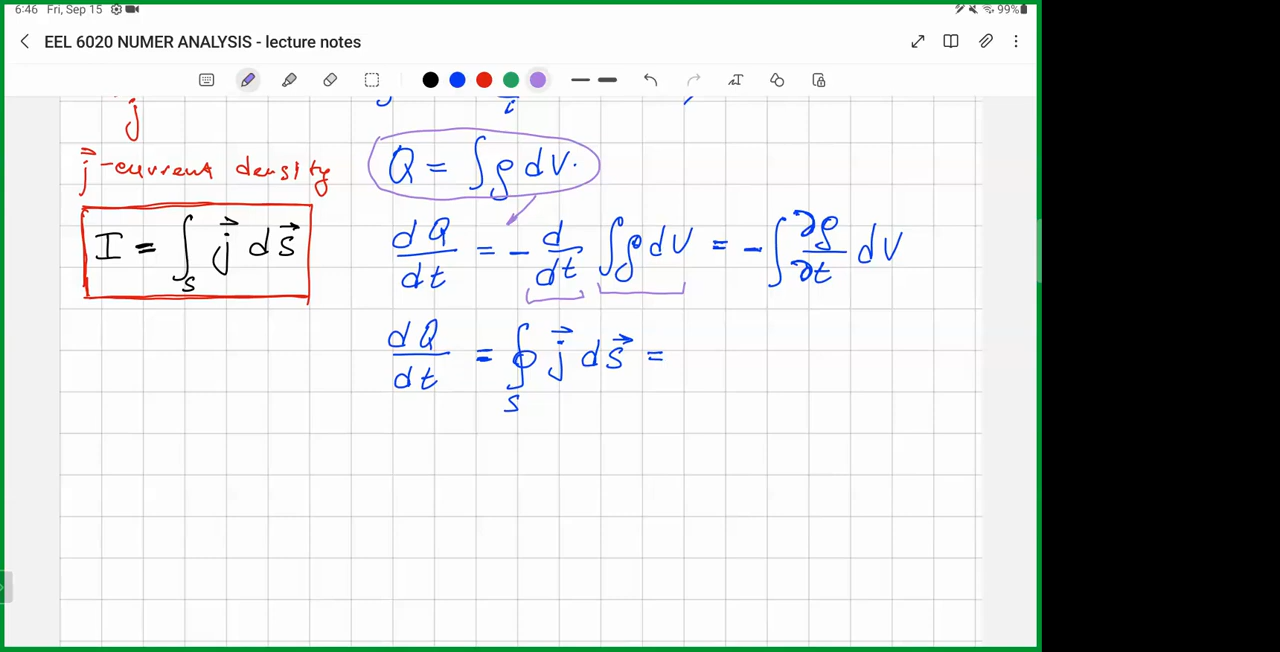 6:46 Fri, Sep 15 99%
EEL 6020 NUMER ANALYSIS - lecture notes
j
i
Q = ∫ρ dV.
j⃗ -current density
dQ/dt = - d/dt ∫ρ dV = - ∫ ∂ρ/∂t dV
I = ∫_S j⃗ ds⃗
dQ/dt = ∮_S j⃗ ds⃗ =